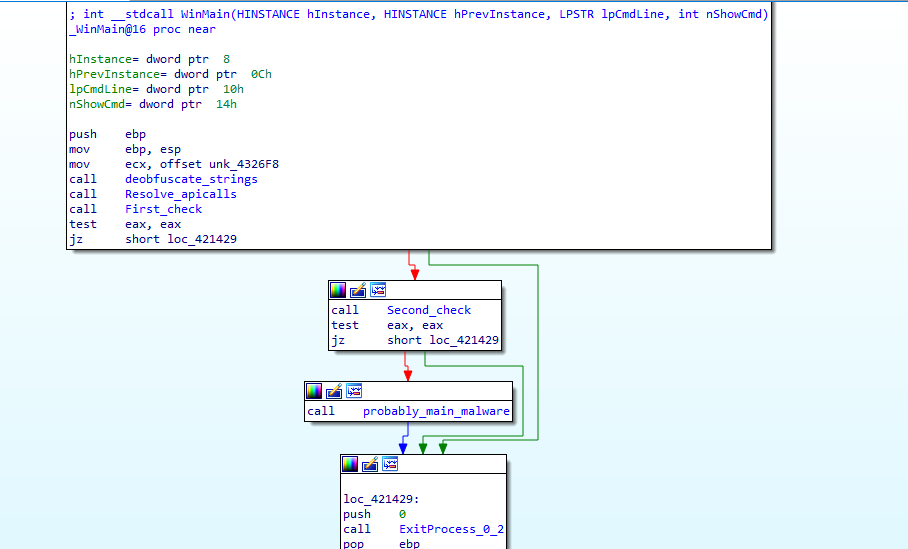 ; int __stdcall WinMain(HINSTANCE hInstance, HINSTANCE hPrevInstance, LPSTR lpCmdLine, int nShowCmd)
_WinMain@16 proc near
hInstance= dword ptr  8
hPrevInstance= dword ptr  0Ch
lpCmdLine= dword ptr  10h
nShowCmd= dword ptr  14h
push    ebp
mov     ebp, esp
mov     ecx, offset unk_4326F8
call    deobfuscate_strings
call    Resolve_apicalls
call    First_check
test    eax, eax
jz      short loc_421429
call    Second_check
test    eax, eax
jz      short loc_421429
call    probably_main_malware
loc_421429:
push    0
call    ExitProcess_0_2
pop     ebp